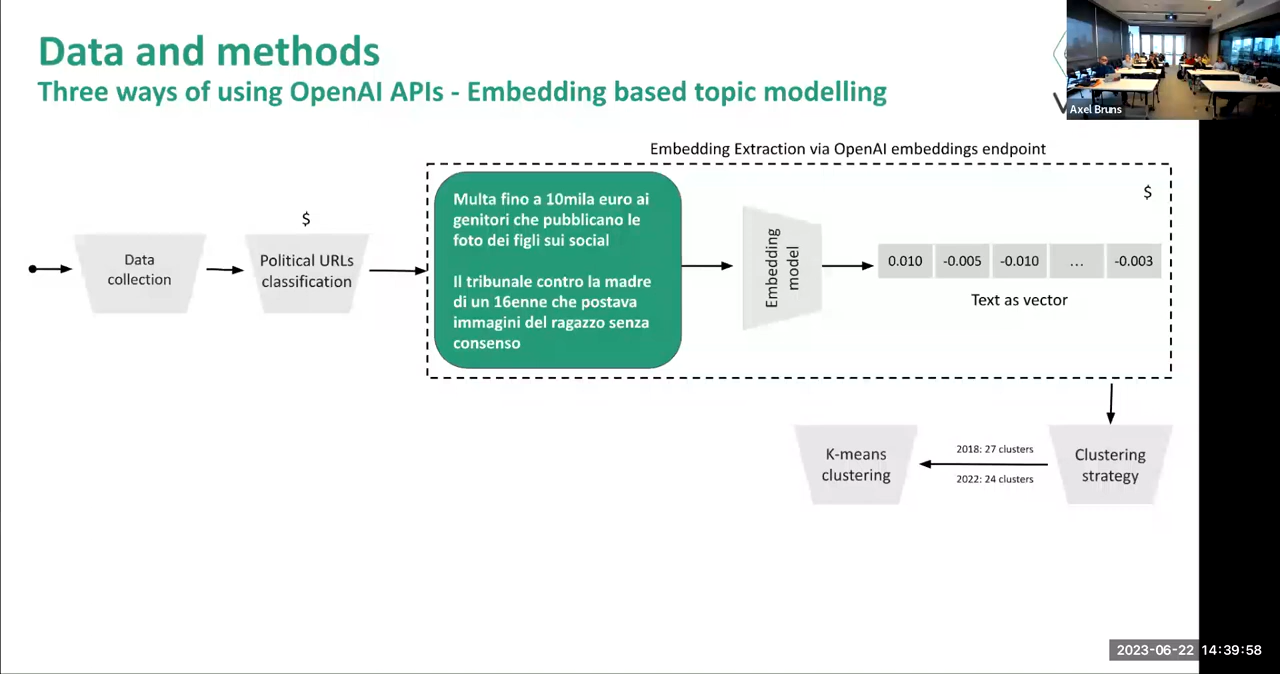 Data and methods
Three ways of using OpenAI APIs - Embedding based topic modelling
Axel Bruns
Embedding Extraction via OpenAI embeddings endpoint
$
Data
collection
$
Political URLs
classification
Multa fino a 10mila euro ai
genitori che pubblicano le
foto dei figli sui social
Il tribunale contro la madre
di un 16enne che postava
immagini del ragazzo senza
consenso
Embedding
model
0.010 -0.005 -0.010 ... -0.003
Text as vector
K-means
clustering
2018: 27 clusters
2022: 24 clusters
Clustering
strategy
2023-06-22 14:39:58